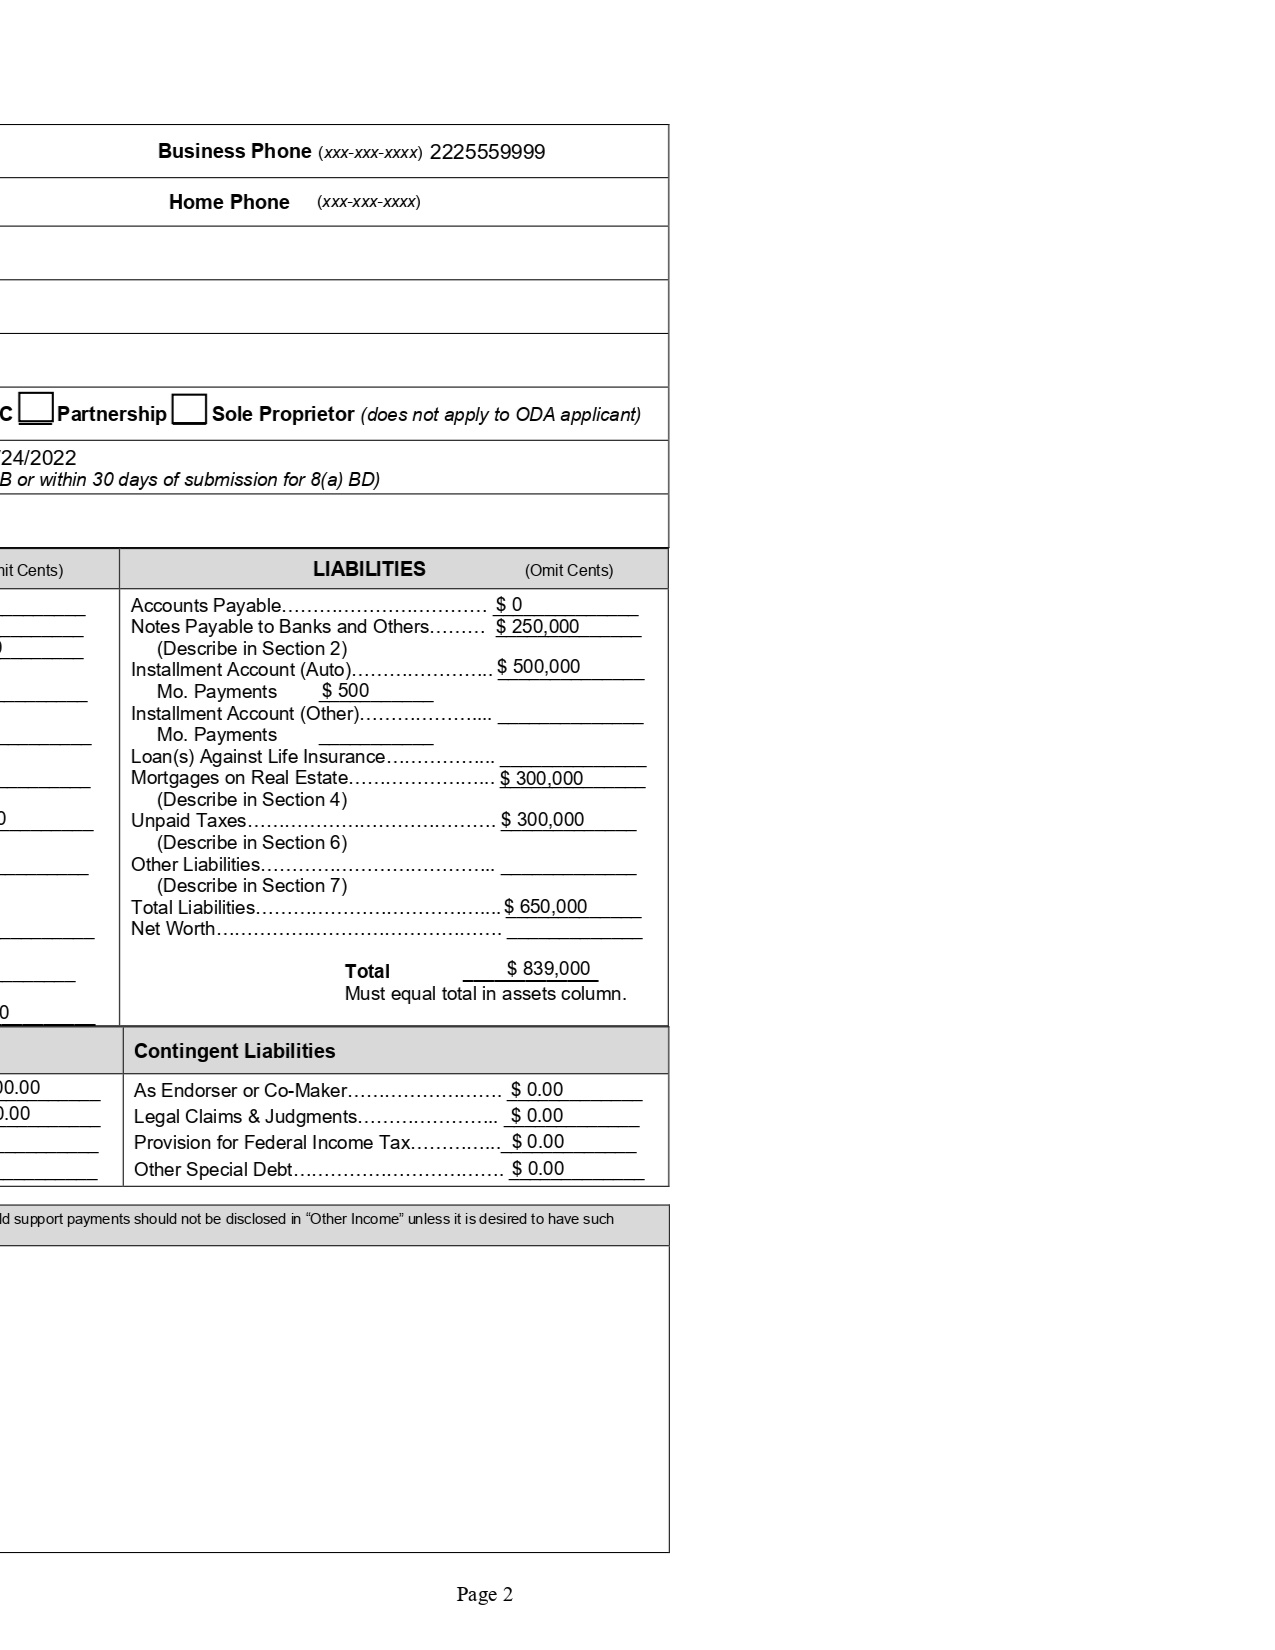 Business Phone (xxx-xxx-xxxx) 2225559999
Home Phone (xxx-xxx-xxxx)
C Partnership Sole Proprietor (does not apply to ODA applicant)
/24/2022
B or within 30 days of submission for 8(a) BD)
nit Cents) LIABILITIES (Omit Cents)
Accounts Payable…………………………… $ 0
Notes Payable to Banks and Others……… $ 250,000
0 (Describe in Section 2)
Installment Account (Auto)………………….. $ 500,000
Mo. Payments $ 500
Installment Account (Other)………………....
Mo. Payments
Loan(s) Against Life Insurance……………...
Mortgages on Real Estate………………….. $ 300,000
(Describe in Section 4)
0 Unpaid Taxes………………………………… $ 300,000
(Describe in Section 6)
Other Liabilities………………………………..
(Describe in Section 7)
Total Liabilities………………………………... $ 650,000
Net Worth………………………………………
Total $ 839,000
Must equal total in assets column.
0
Contingent Liabilities
00.00 As Endorser or Co-Maker……………………. $ 0.00
0.00 Legal Claims & Judgments………………….. $ 0.00
Provision for Federal Income Tax………….. $ 0.00
Other Special Debt……………………………. $ 0.00
ld support payments should not be disclosed in “Other Income” unless it is desired to have such
Page 2